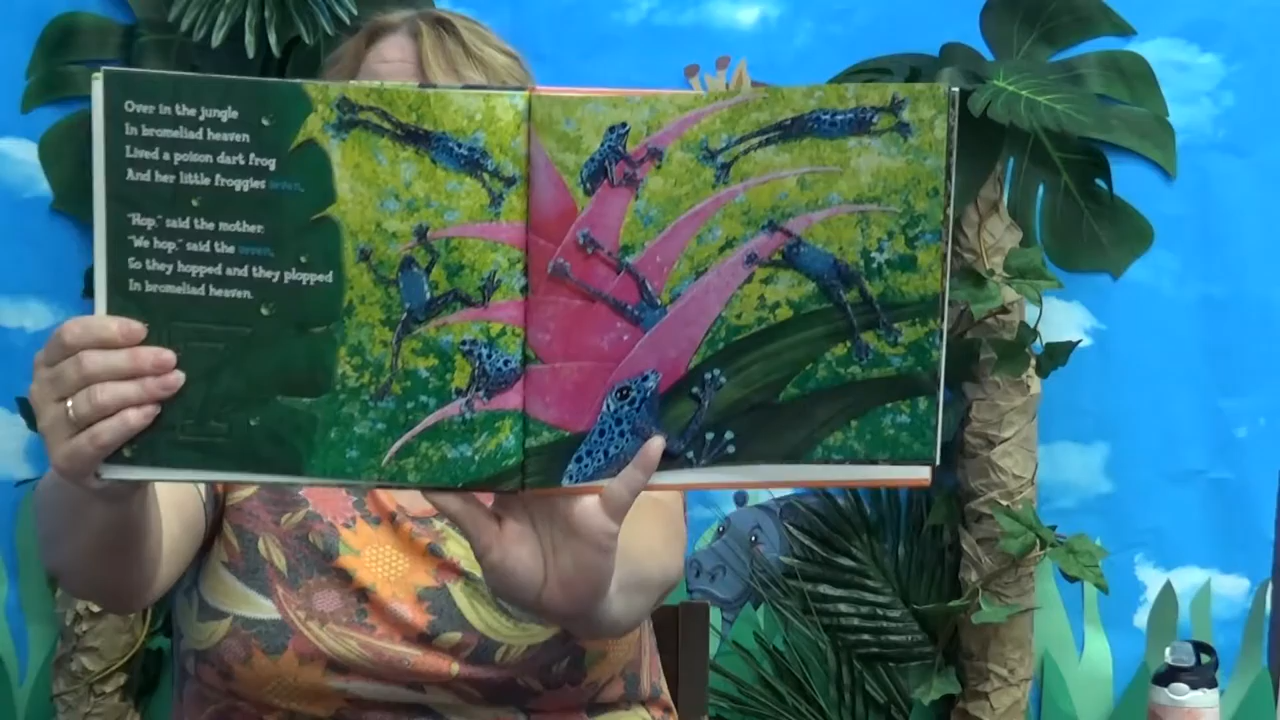 Over in the jungle
In bromeliad heaven
Lived a poison dart frog
And her little froggies seven.
"Hop," said the mother.
"We hop," said the seven.
So they hopped and they plopped
In bromeliad heaven.
7